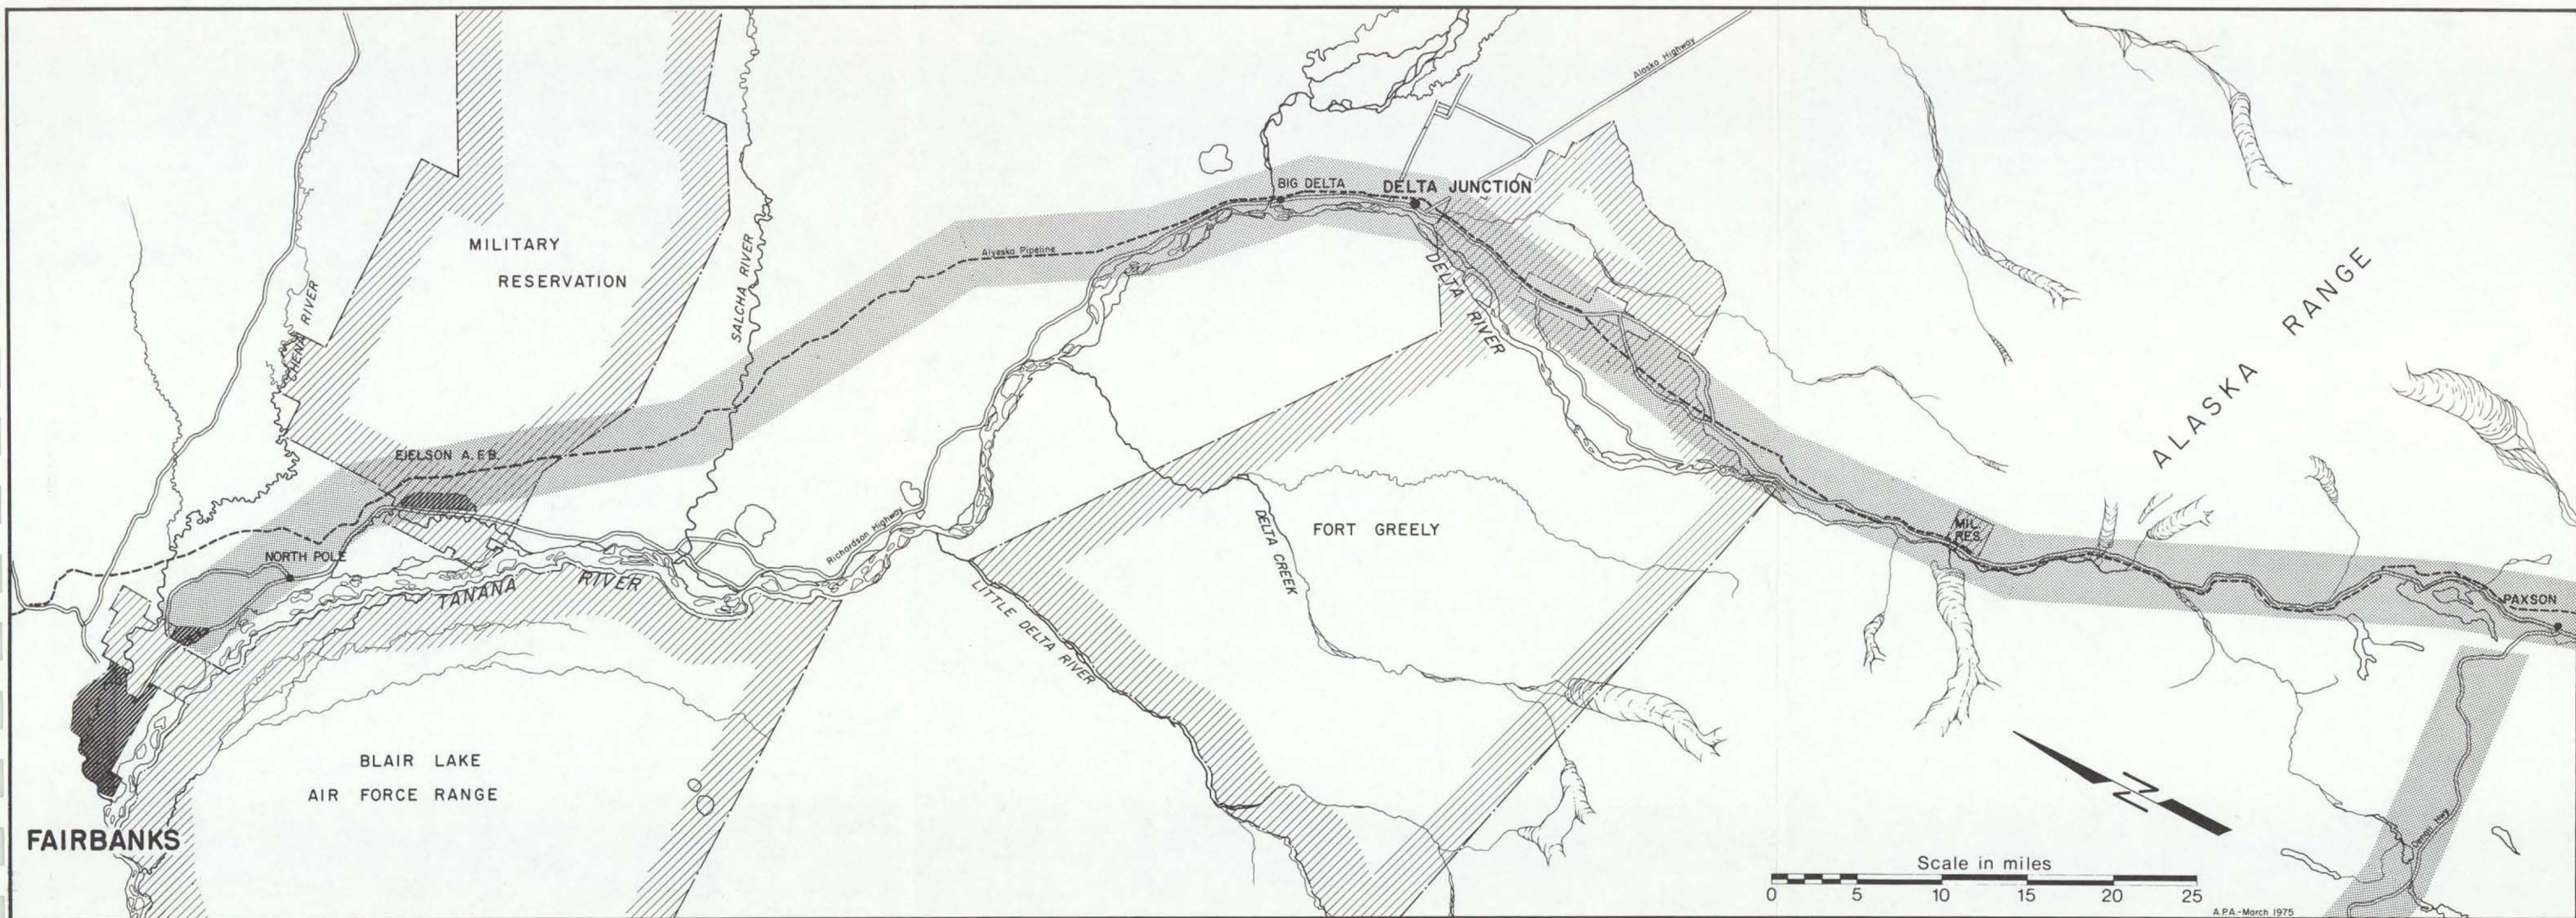 Alaska Highway
BIG DELTA
DELTA JUNCTION
MILITARY
RESERVATION
Alyeska Pipeline
SALCHA RIVER
CHENA RIVER
DELTA RIVER
ALASKA RANGE
EIELSON A.F.B.
Richardson Highway
NORTH POLE
TANANA RIVER
DELTA CREEK
FORT GREELY
MIL.
RES.
LITTLE DELTA RIVER
PAXSON
BLAIR LAKE
AIR FORCE RANGE
FAIRBANKS
N
Denali Hwy
Scale in miles
0 5 10 15 20 25
A.P.A.-March 1975